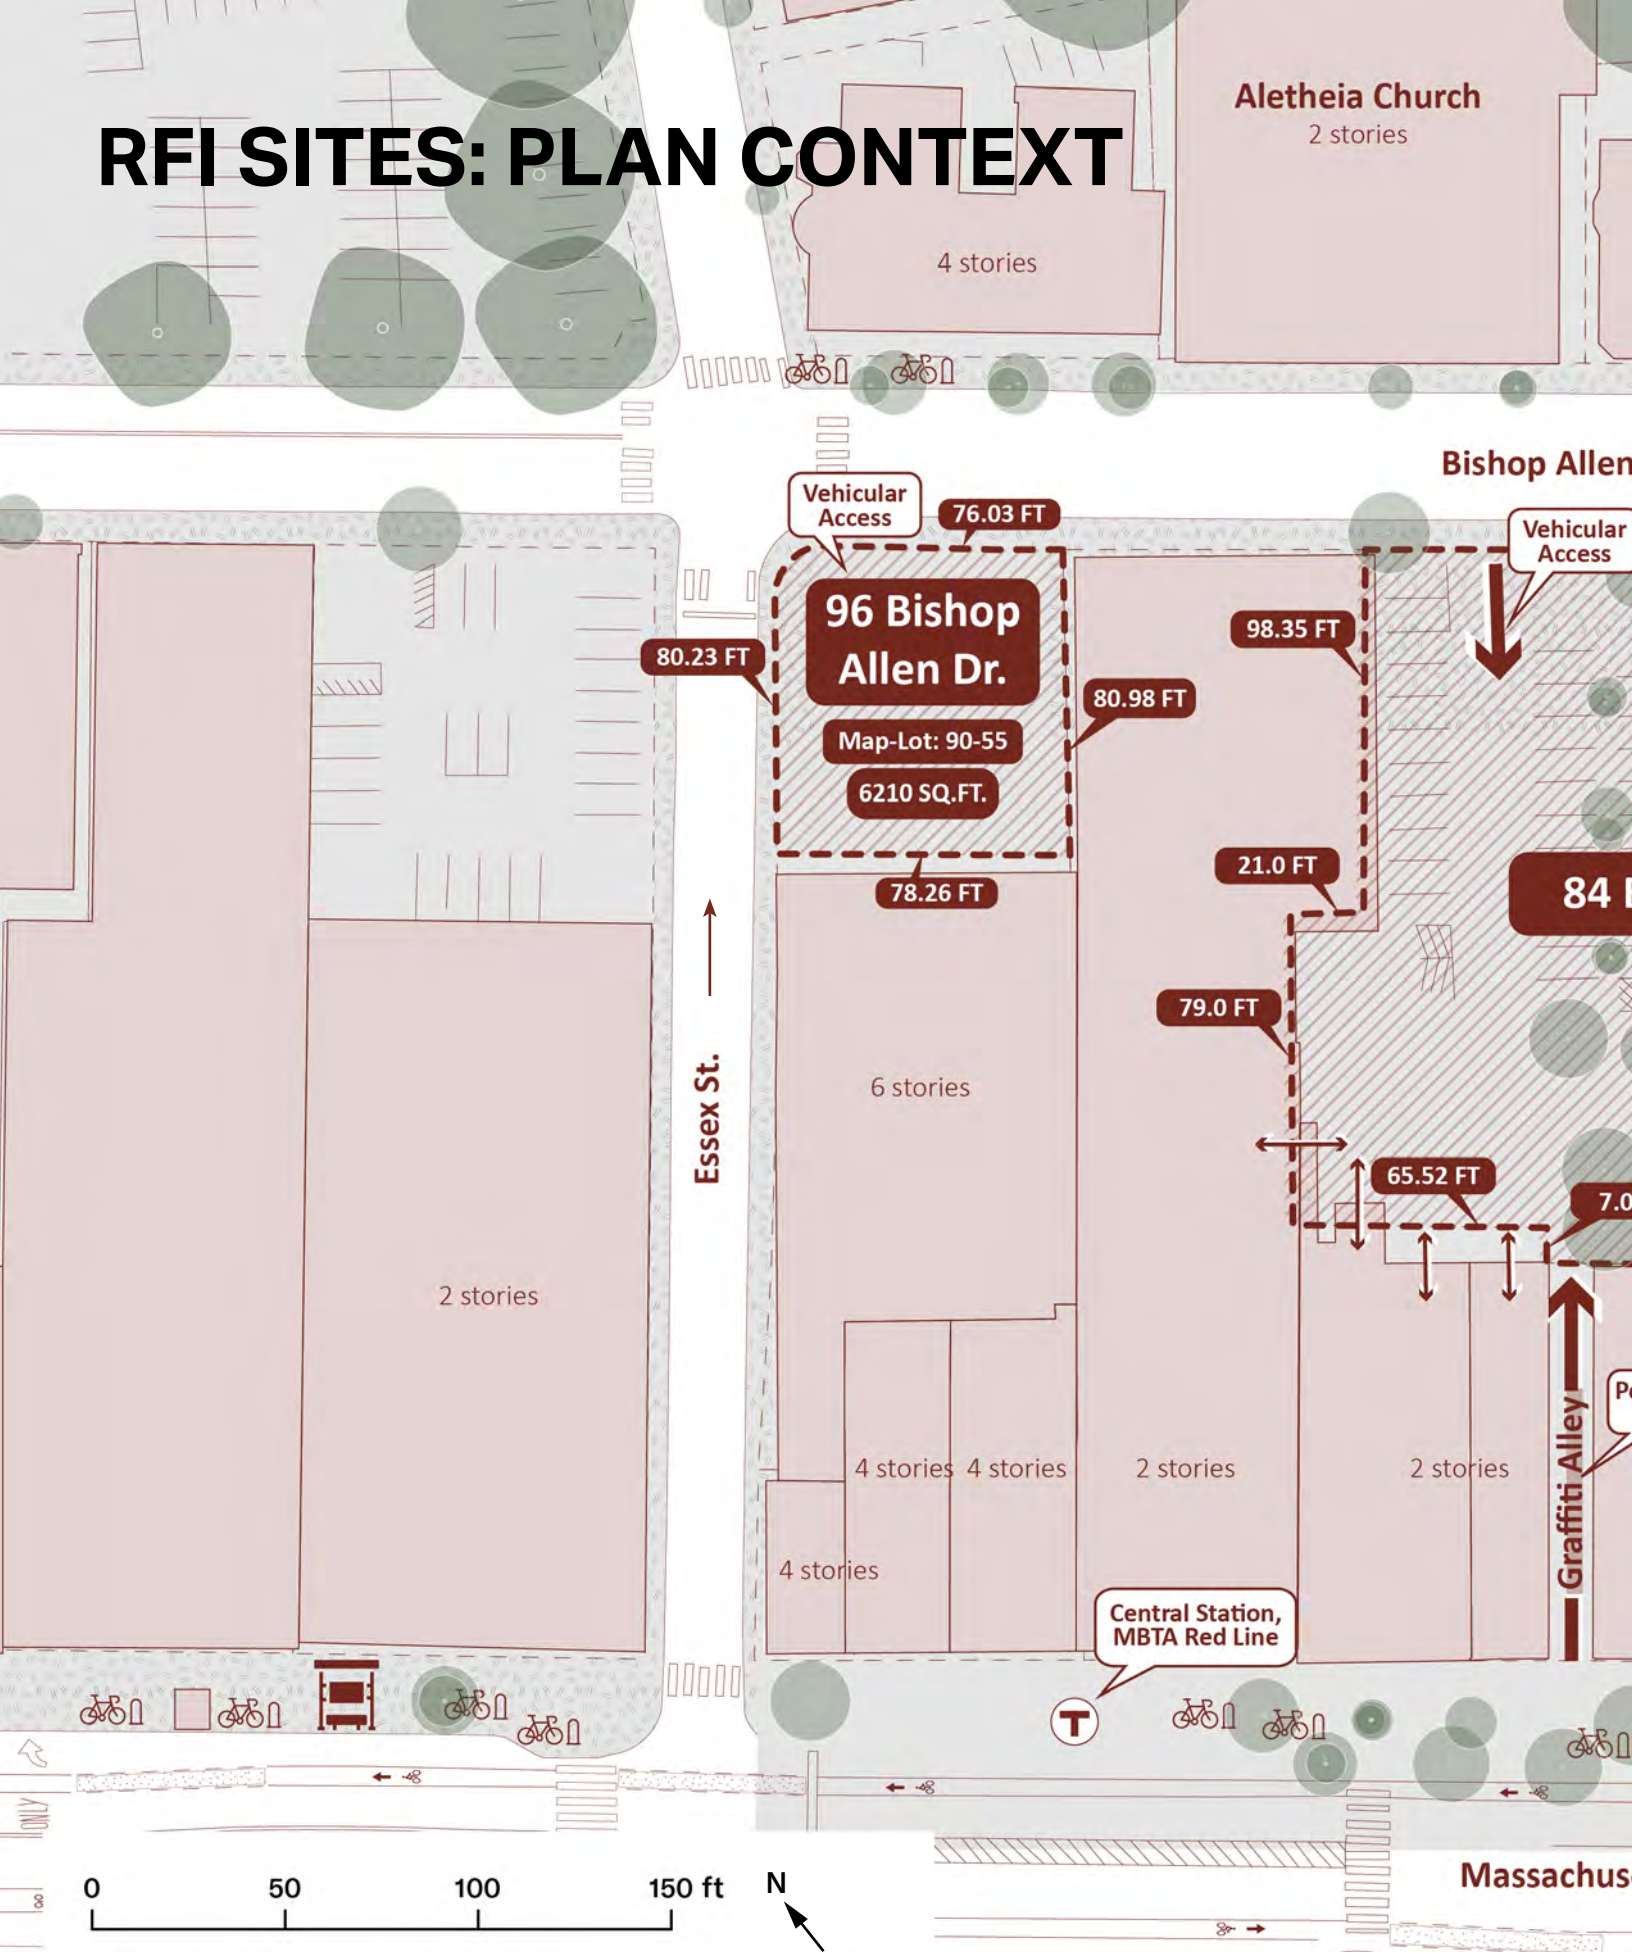 Aletheia Church
2 stories
RFI SITES: PLAN CONTEXT
4 stories
Bishop Allen
Vehicular
Access
76.03 FT
Vehicular
Access
96 Bishop
Allen Dr.
98.35 FT
80.23 FT
80.98 FT
Map-Lot: 90-55
6210 SQ.FT.
21.0 FT
84
78.26 FT
79.0 FT
6 stories
Essex St.
65.52 FT
7.0
2 stories
Graffiti Alley
4 stories
4 stories
2 stories
2 stories
4 stories
Central Station,
MBTA Red Line
T
ONLY
Massachus
0 50 100 150 ft
N